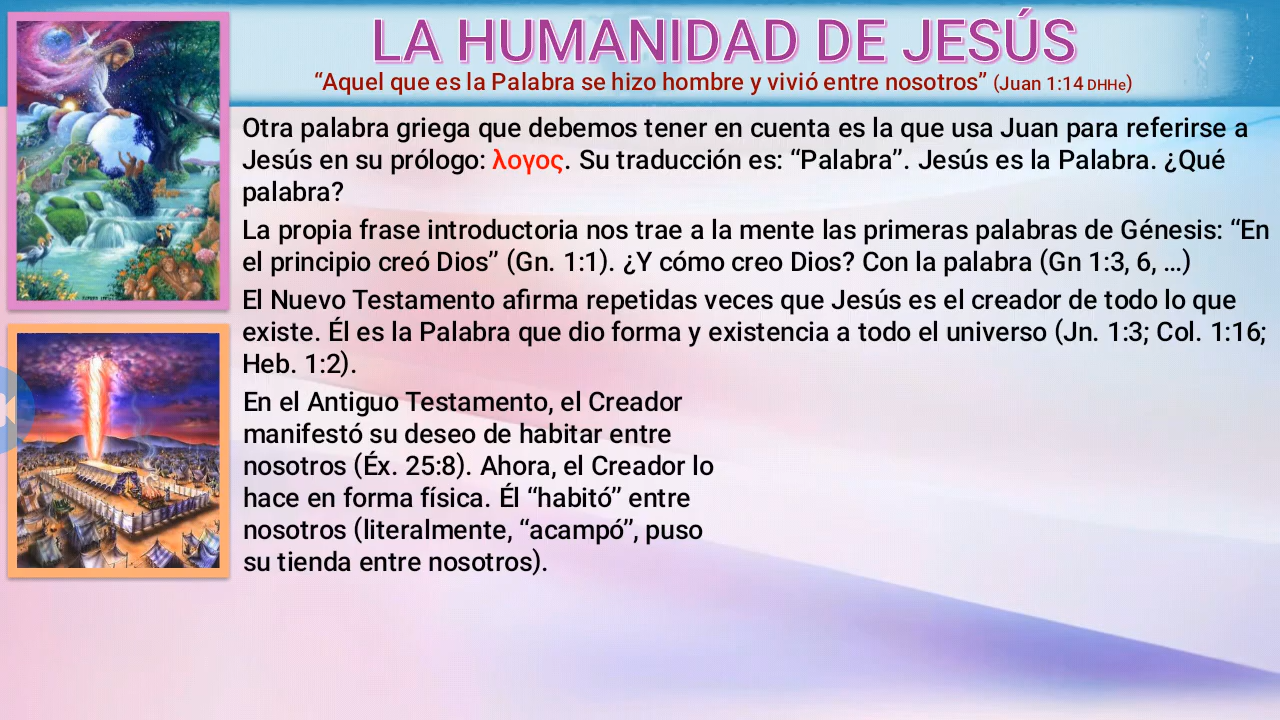 LA HUMANIDAD DE JESÚS
“Aquel que es la Palabra se hizo hombre y vivió entre nosotros” (Juan 1:14 DHHe)
Otra palabra griega que debemos tener en cuenta es la que usa Juan para referirse a
Jesús en su prólogo: λογος. Su traducción es: “Palabra”. Jesús es la Palabra. ¿Qué
palabra?
La propia frase introductoria nos trae a la mente las primeras palabras de Génesis: “En
el principio creó Dios” (Gn. 1:1). ¿Y cómo creo Dios? Con la palabra (Gn 1:3, 6, …)
El Nuevo Testamento afirma repetidas veces que Jesús es el creador de todo lo que
existe. Él es la Palabra que dio forma y existencia a todo el universo (Jn. 1:3; Col. 1:16;
Heb. 1:2).
En el Antiguo Testamento, el Creador
manifestó su deseo de habitar entre
nosotros (Éx. 25:8). Ahora, el Creador lo
hace en forma física. Él “habitó” entre
nosotros (literalmente, “acampó”, puso
su tienda entre nosotros).